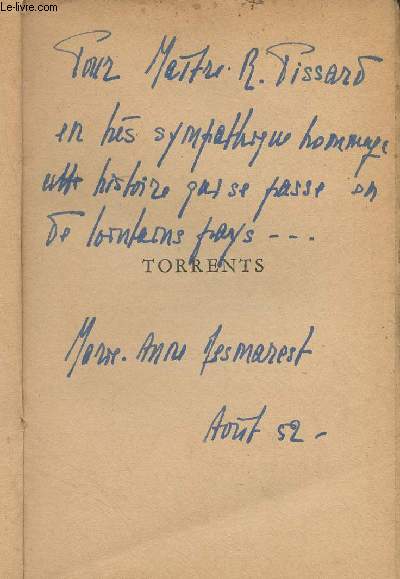 Le-livre.com
Pour Maître R. Pissard
en très sympathique hommage
cette histoire qui se passe en
de lointains pays ---.
TORRENTS
Marie-Anne Desmarest
Août 52 -